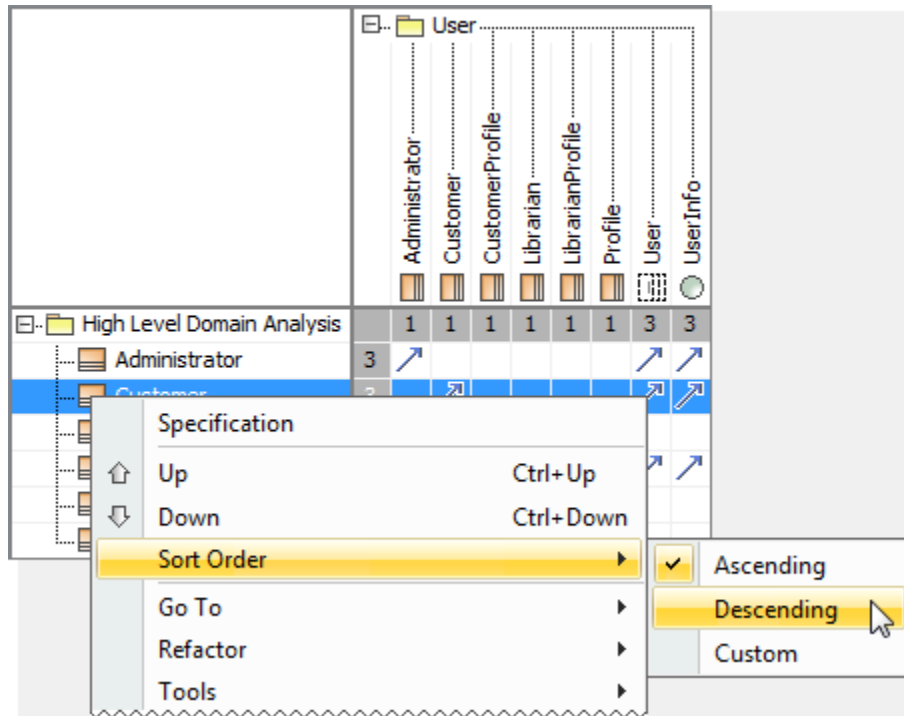 User
Administrator
Customer
CustomerProfile
Librarian
LibrarianProfile
Profile
User
UserInfo
High Level Domain Analysis 1 1 1 1 1 1 3 3
Administrator 3
Customer 3
Specification
Up Ctrl+Up
Down Ctrl+Down
Sort Order
Ascending
Go To
Descending
Refactor
Custom
Tools